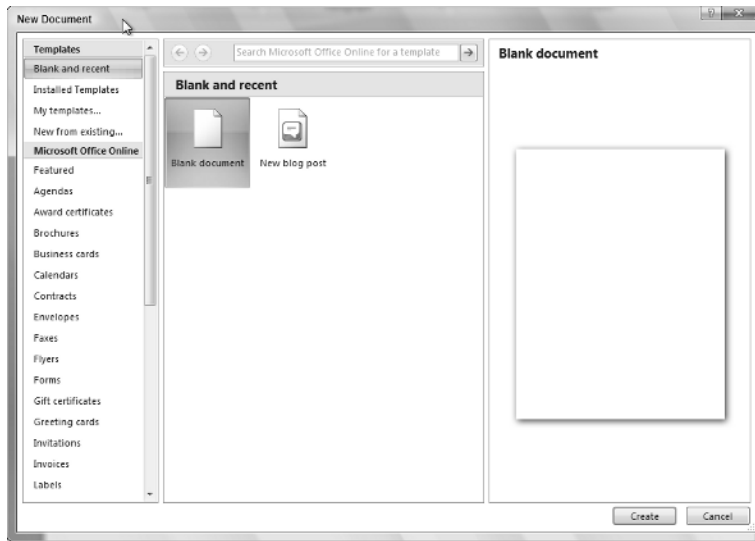 New Document
Templates
Blank and recent
Installed Templates
My templates...
New from existing...
Microsoft Office Online
Featured
Agendas
Award certificates
Brochures
Business cards
Calendars
Contracts
Envelopes
Faxes
Flyers
Forms
Gift certificates
Greeting cards
Invitations
Invoices
Labels
Search Microsoft Office Online for a template
Blank and recent
Blank document
New blog post
Blank document
Create
Cancel